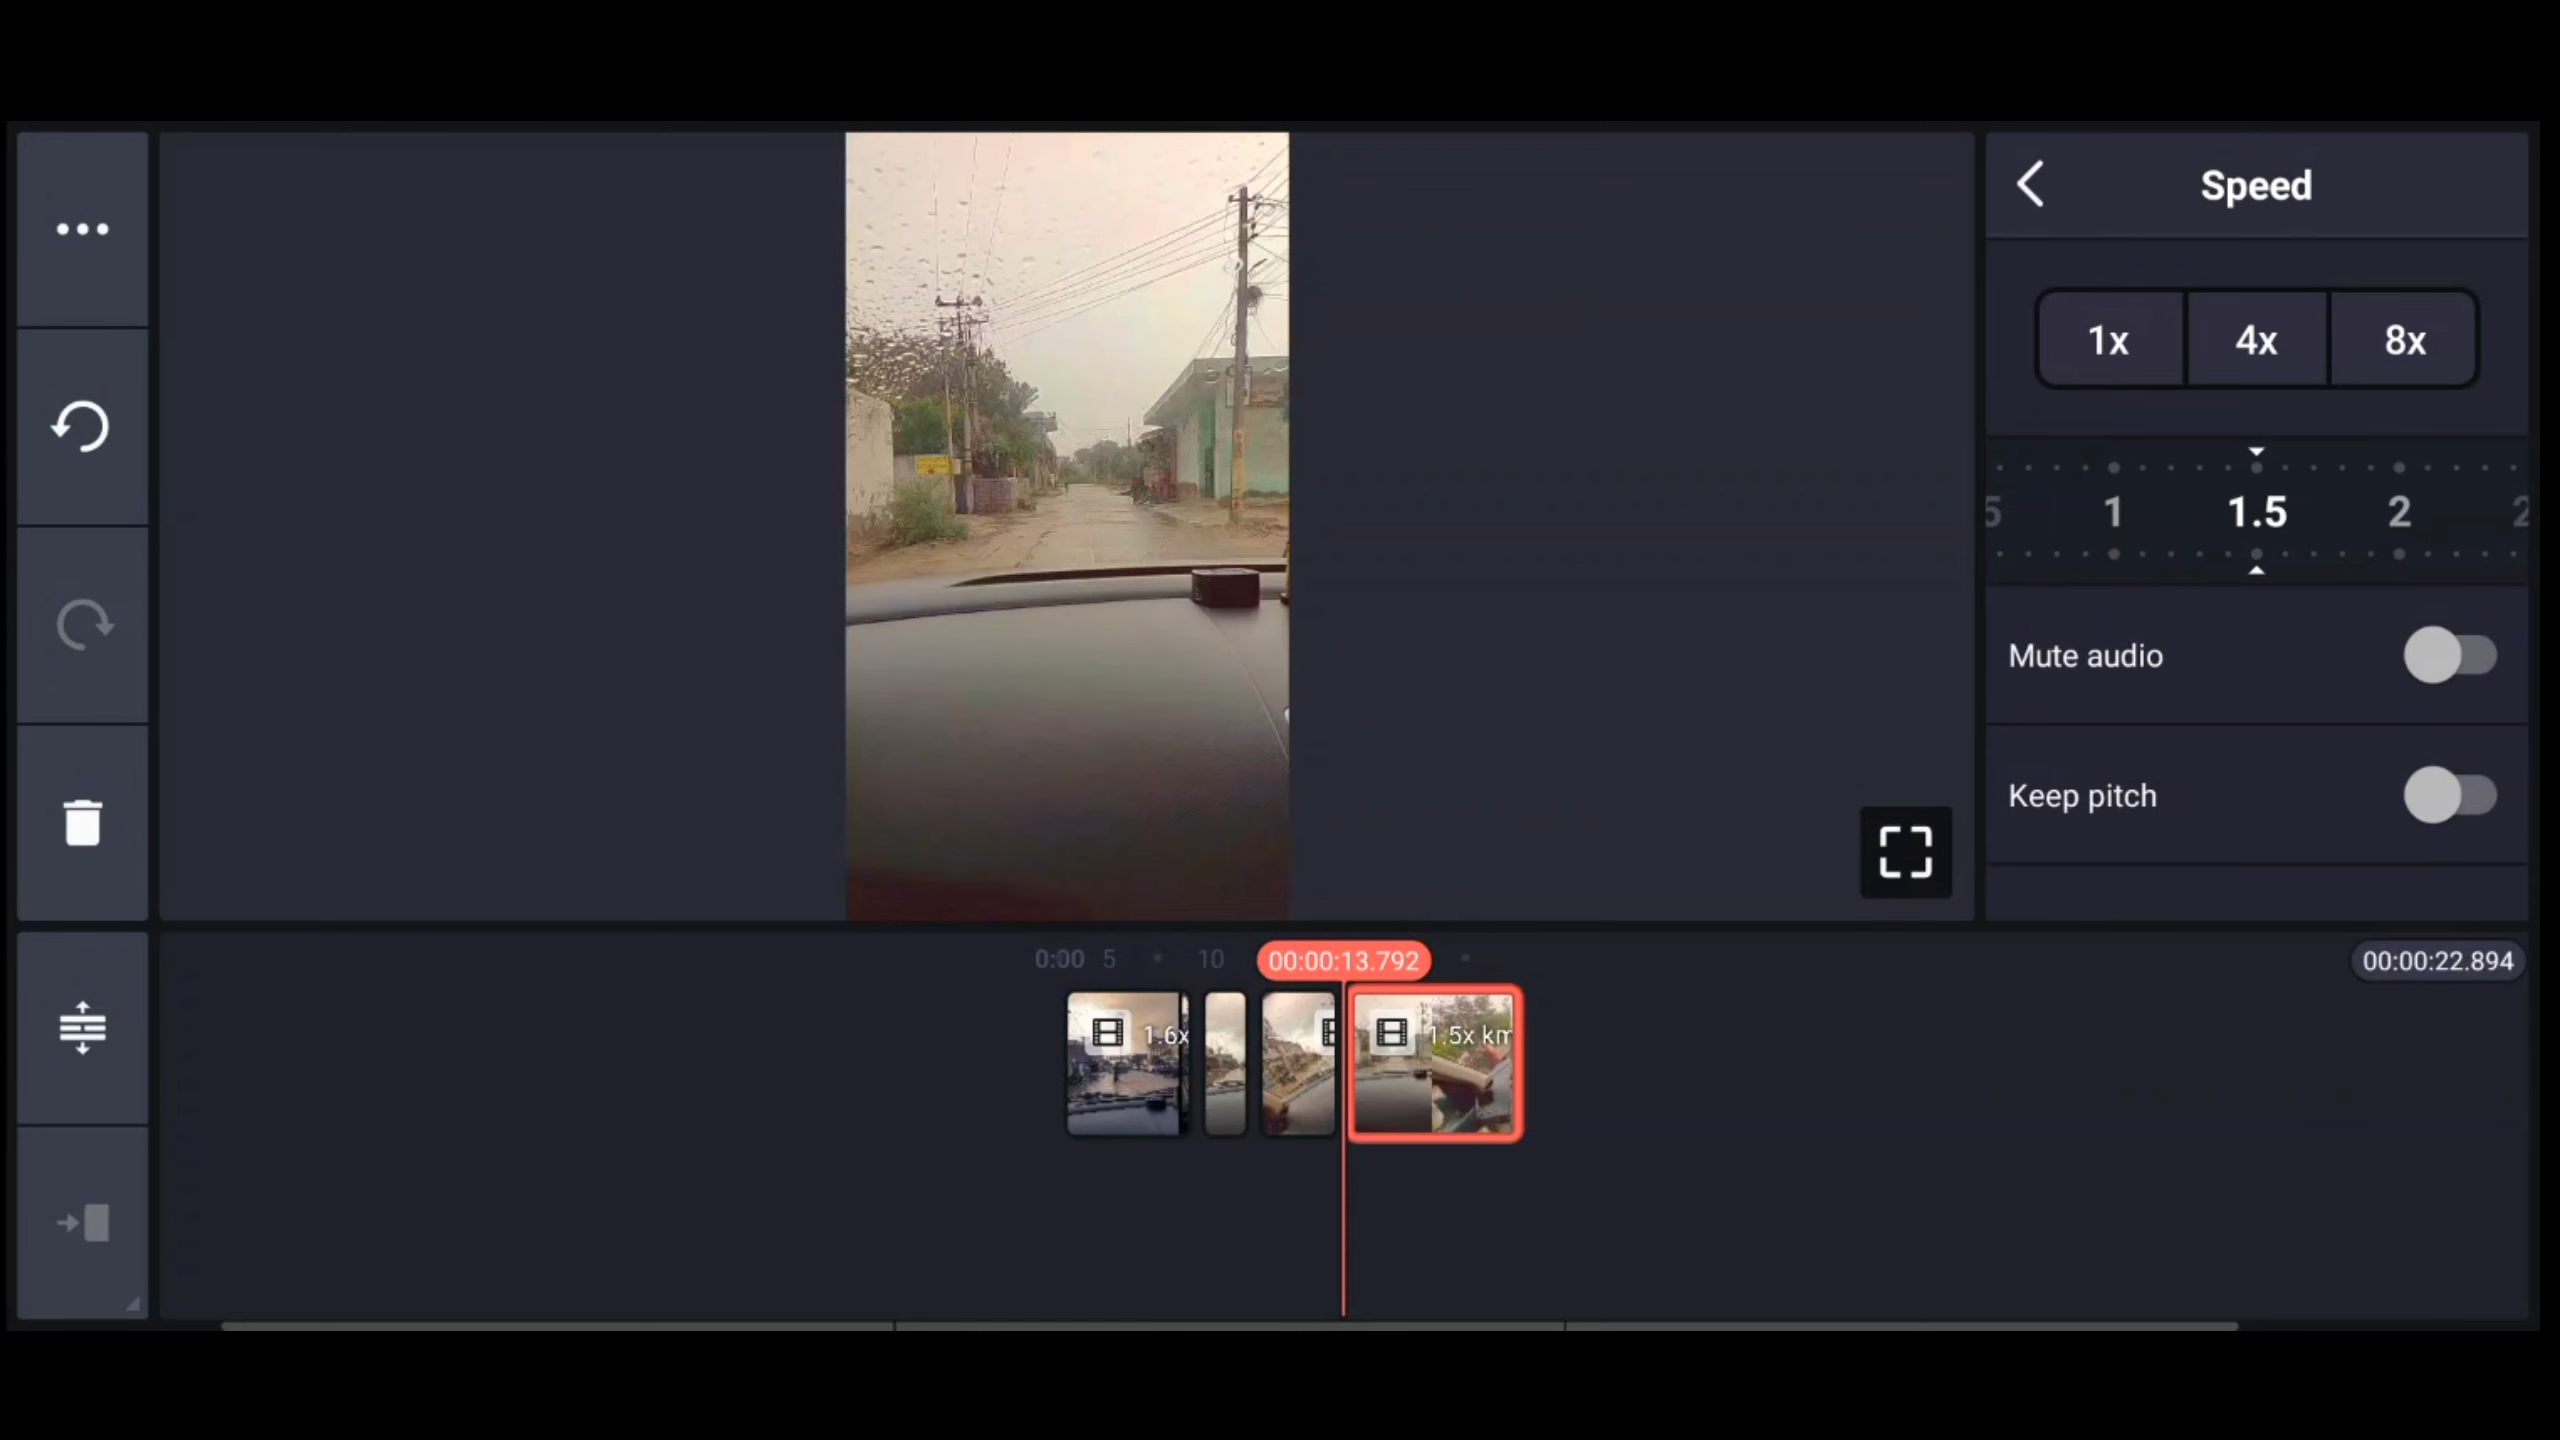 Speed
1x 4x 8x
5 1 1.5 2 2
Mute audio
Keep pitch
0:00 5 10 00:00:13.792 00:00:22.894
1.6x 1.5x km